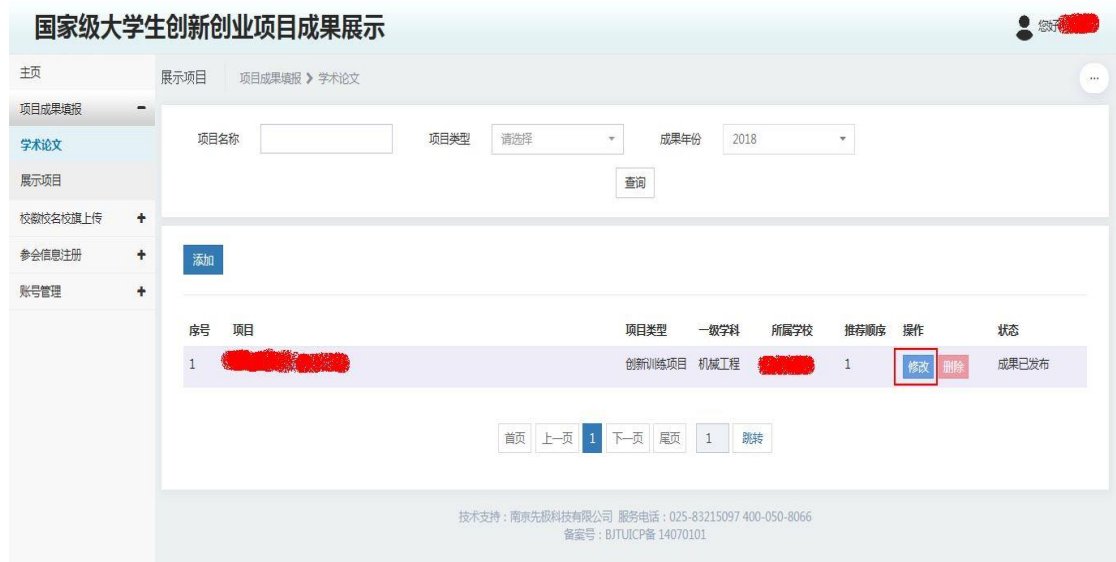 国家级大学生创新创业项目成果展示
您好
主页
项目成果填报
学术论文
展示项目
校徽校名校旗上传
参会信息注册
账号管理
展示项目 项目成果填报 ❯ 学术论文
...
项目名称 项目类型 请选择 成果年份 2018
查询
添加
序号 项目 项目类型 一级学科 所属学校 推荐顺序 操作 状态
1 创新训练项目 机械工程 1 修改 删除 成果已发布
首页 上一页 1 下一页 尾页 1 跳转
技术支持：南京先极科技有限公司 服务电话：025-83215097 400-050-8066
备案号：BJTUICP备 14070101